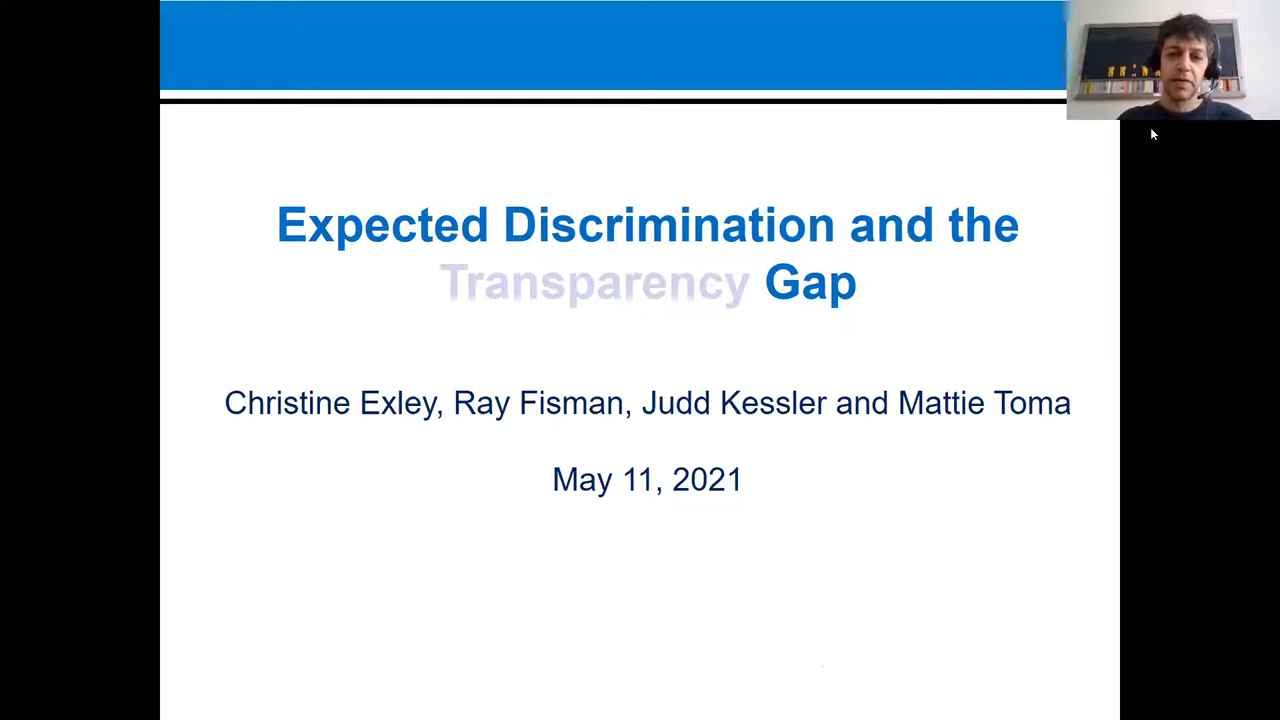 Expected Discrimination and the
Transparency Gap
Christine Exley, Ray Fisman, Judd Kessler and Mattie Toma
May 11, 2021